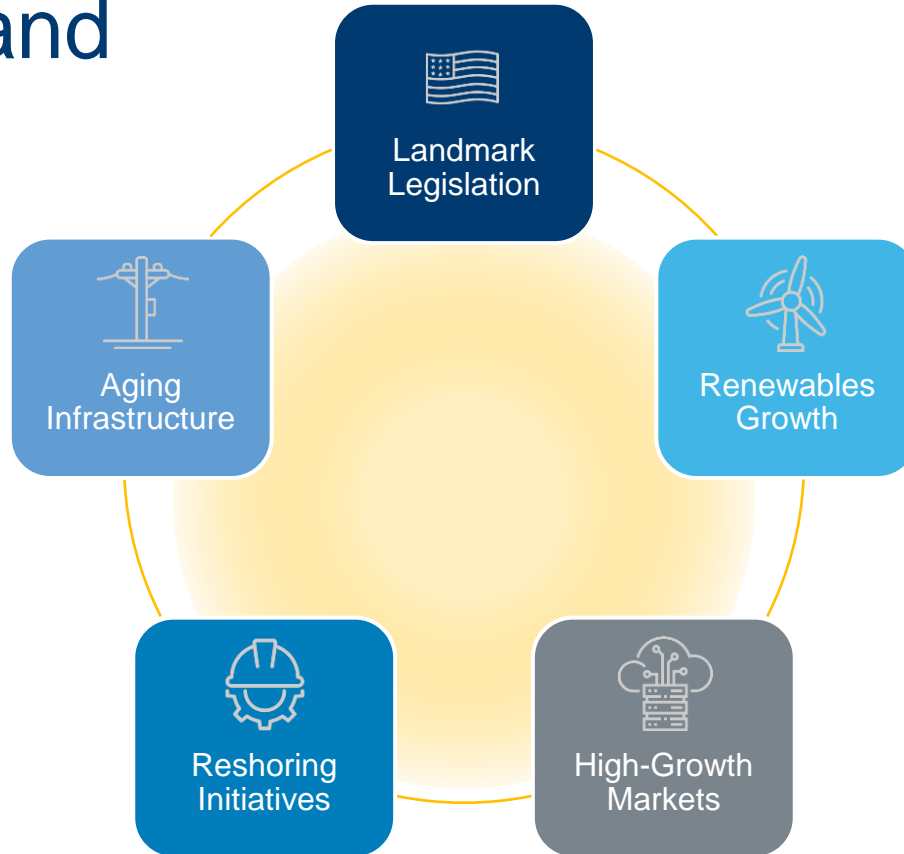 and
Landmark
Legislation
Aging
Infrastructure
Renewables
Growth
Reshoring
Initiatives
High-Growth
Markets